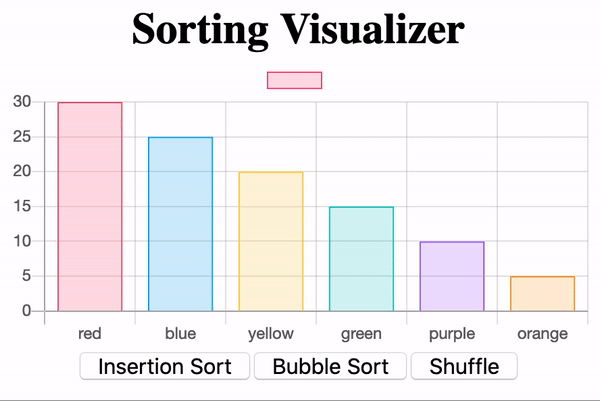 Sorting Visualizer
30
25
20
15
10
5
0
red blue yellow green purple orange
Insertion Sort Bubble Sort Shuffle